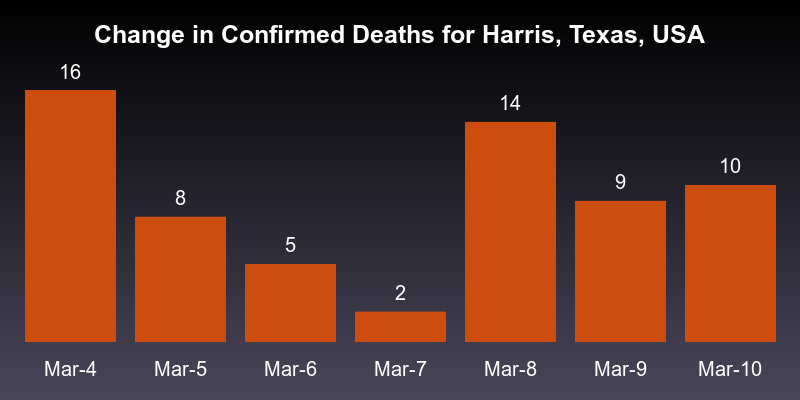 Change in Confirmed Deaths for Harris, Texas, USA
16
8
5
2
14
9
10
Mar-4
Mar-5
Mar-6
Mar-7
Mar-8
Mar-9
Mar-10